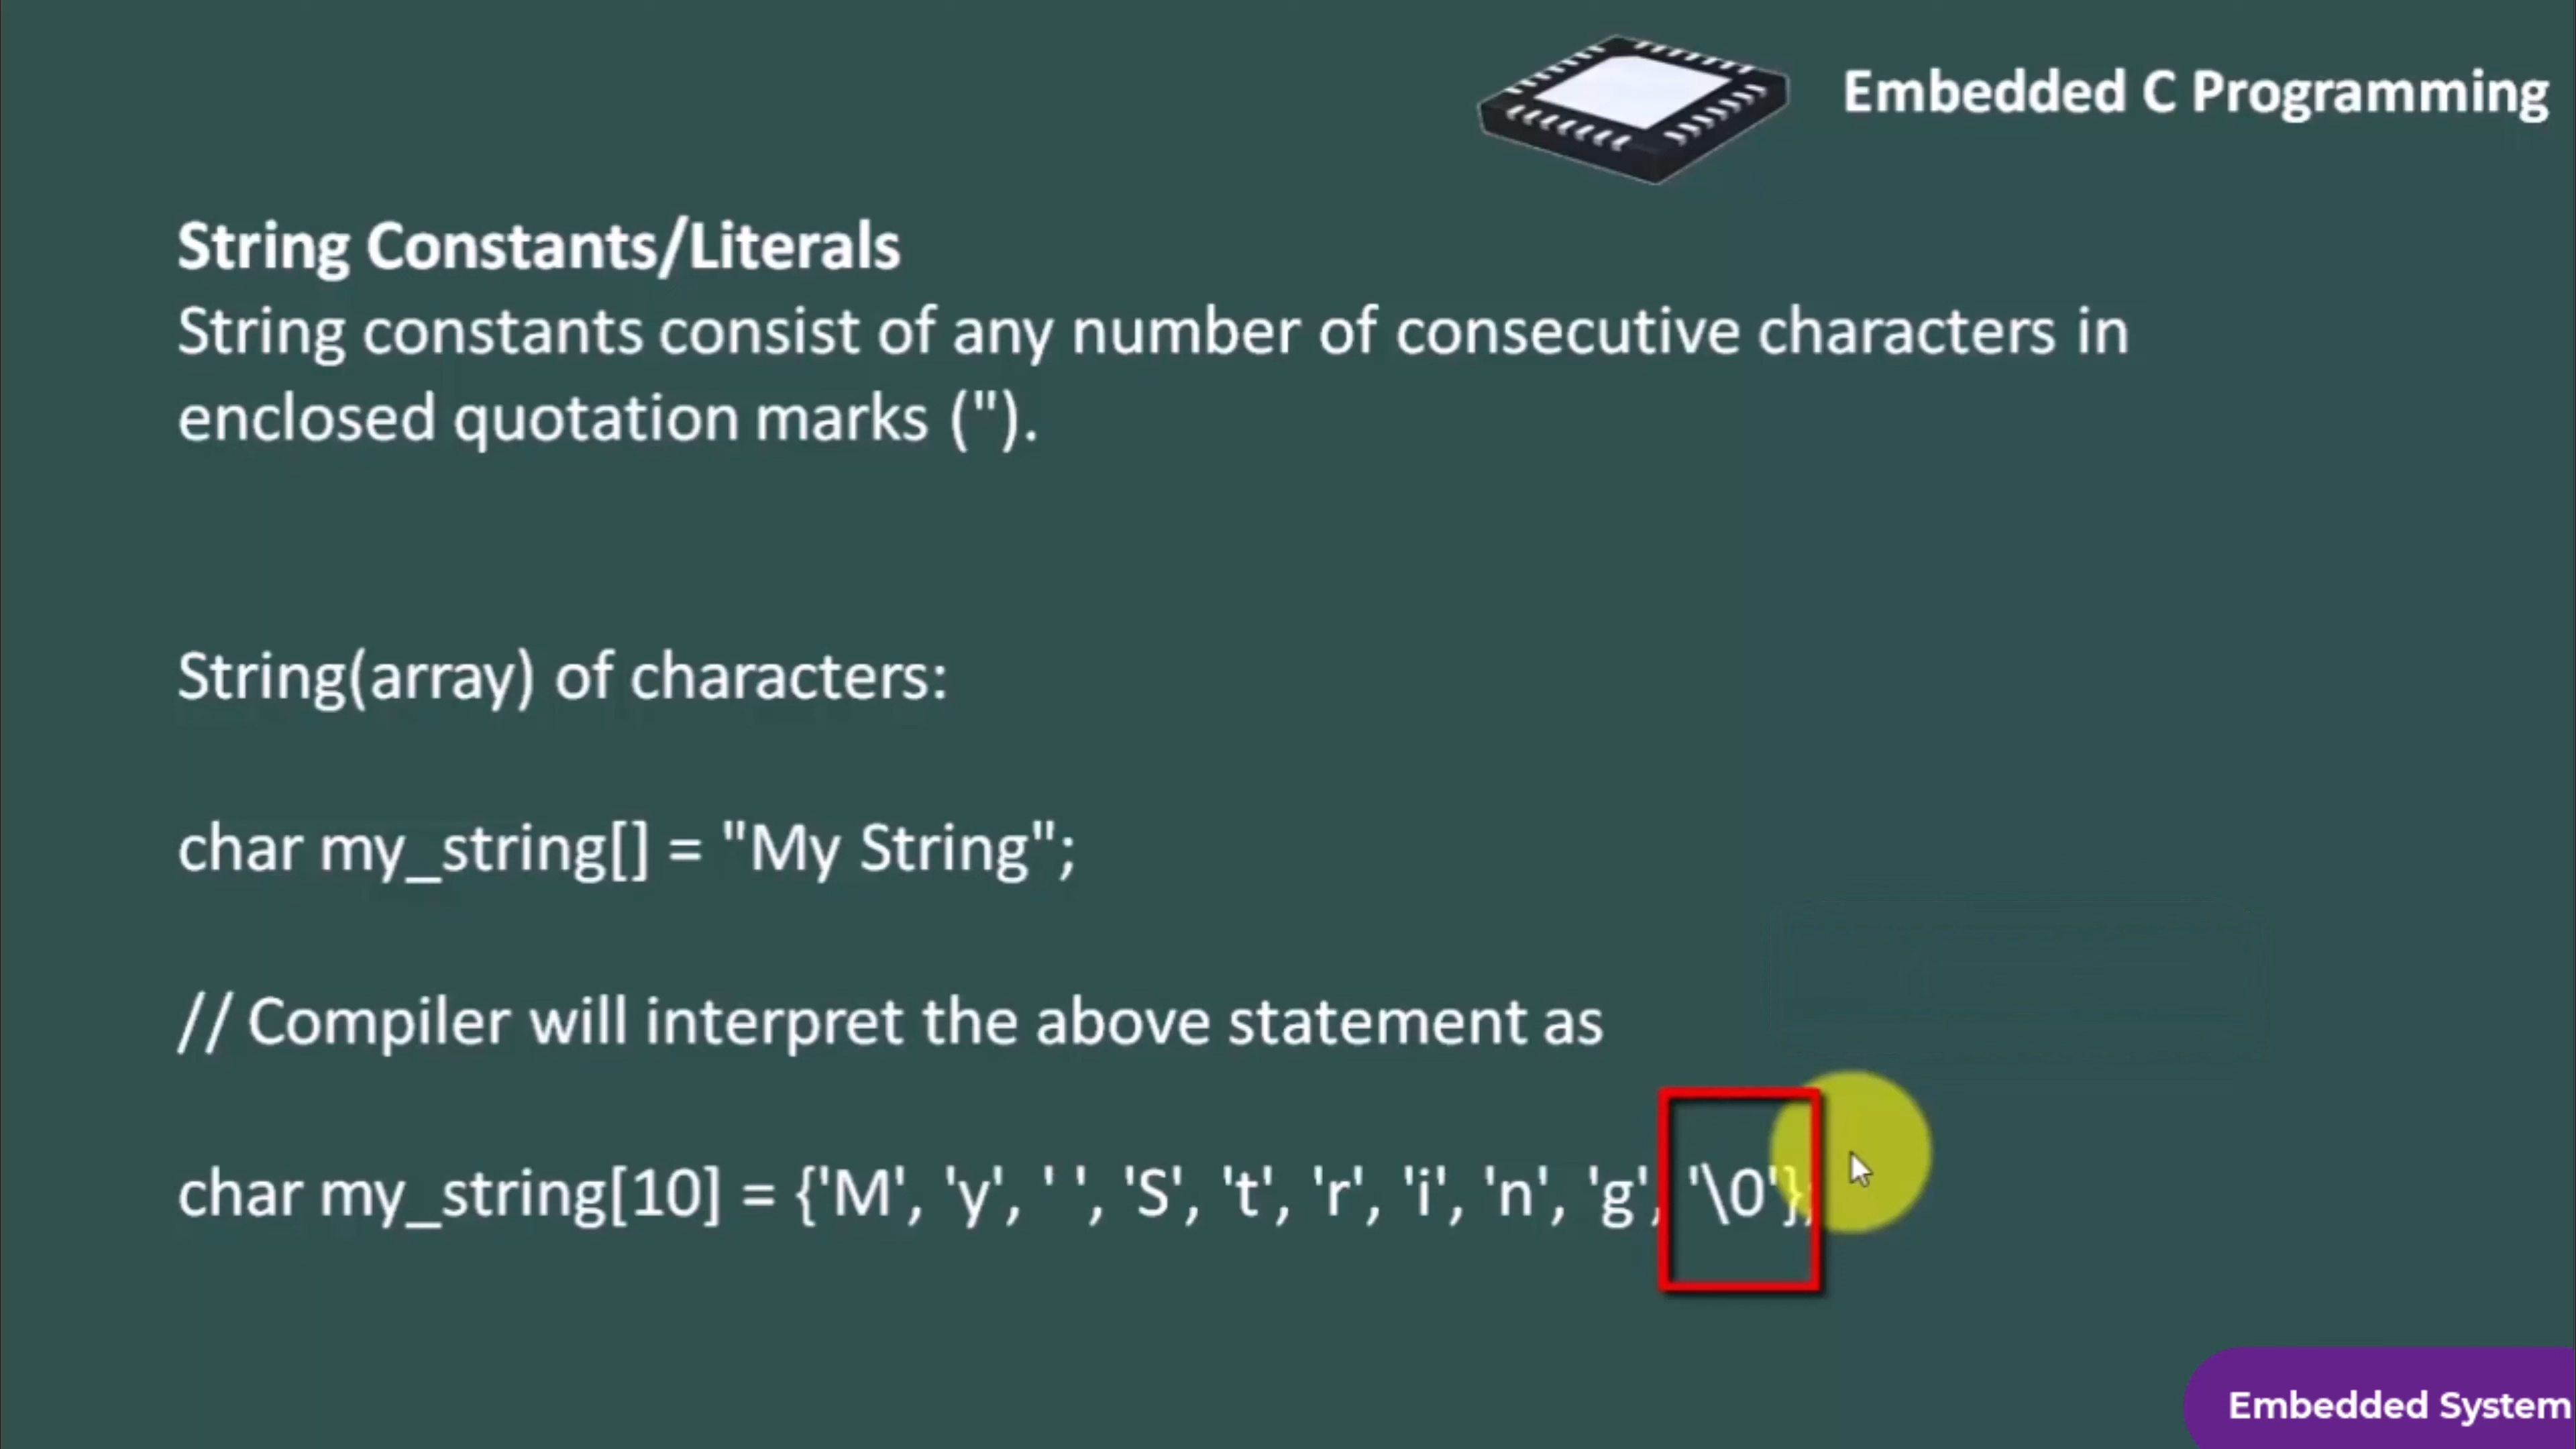 Embedded C Programming
String Constants/Literals
String constants consist of any number of consecutive characters in
enclosed quotation marks (").
String(array) of characters:
char my_string[] = "My String";
// Compiler will interpret the above statement as
char my_string[10] = {'M', 'y', ' ', 'S', 't', 'r', 'i', 'n', 'g', '\0'};
Embedded System